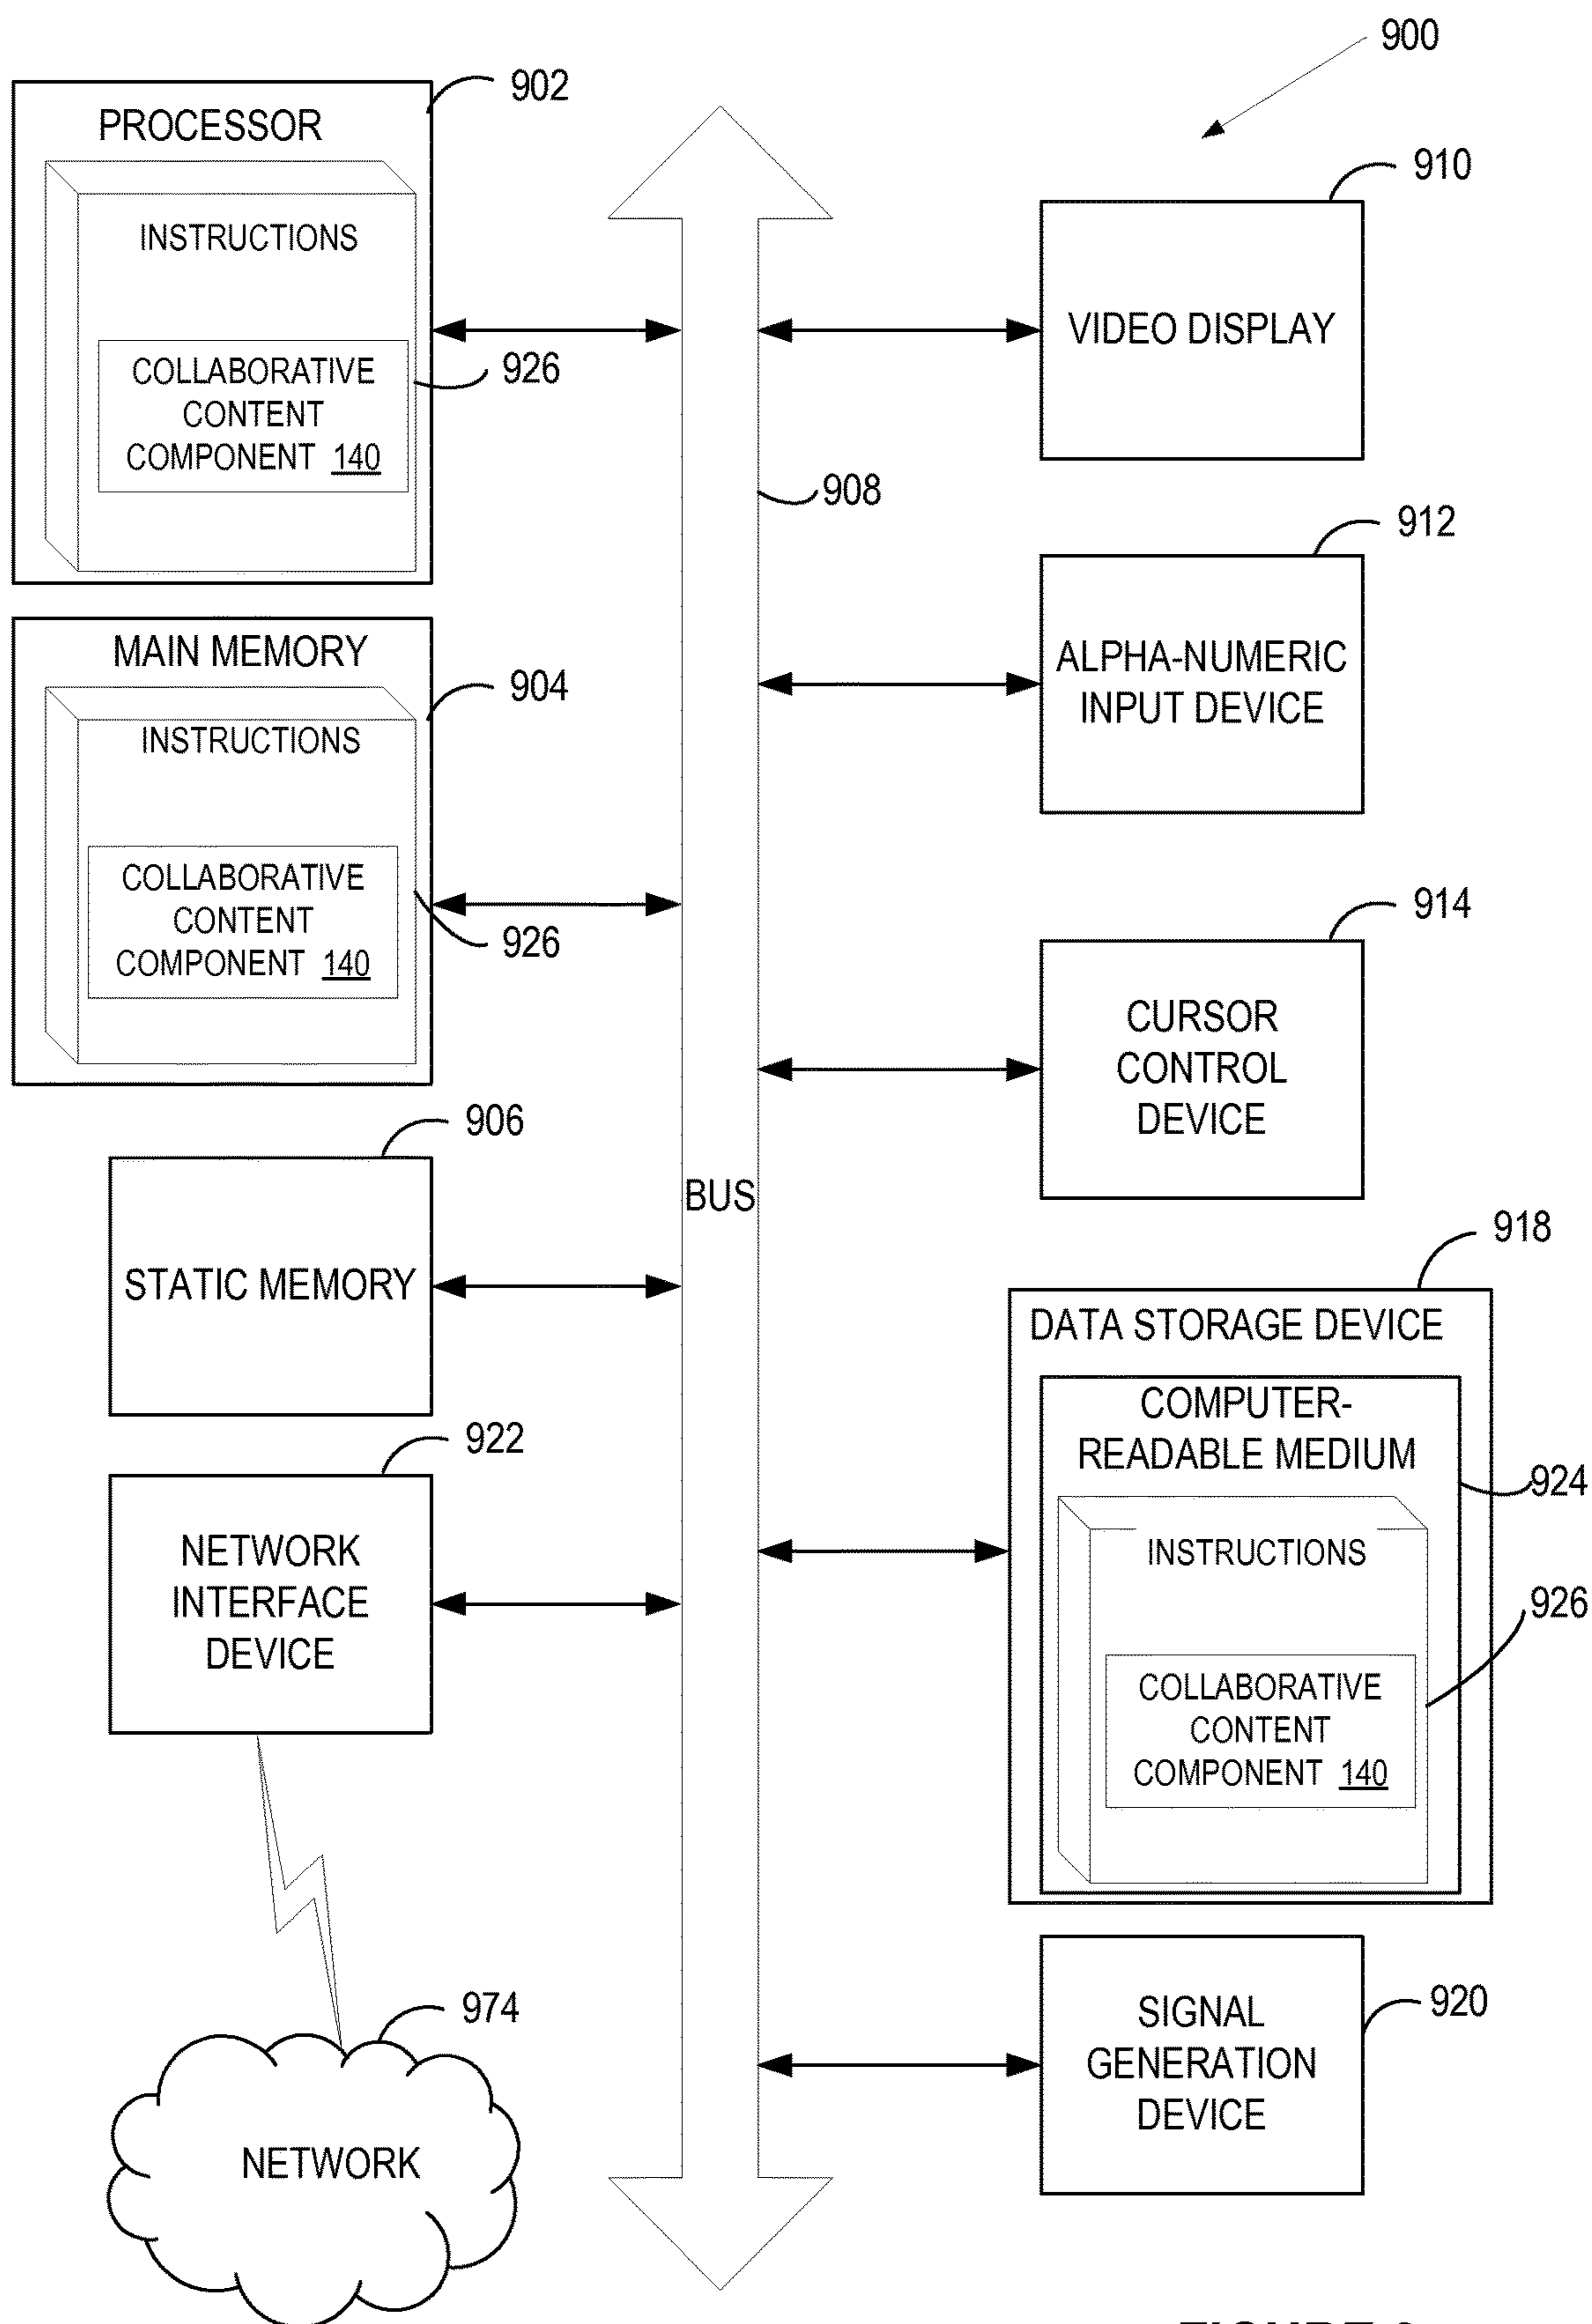 900
902
PROCESSOR
INSTRUCTIONS
COLLABORATIVE
CONTENT
COMPONENT 140
926
MAIN MEMORY
904
INSTRUCTIONS
COLLABORATIVE
CONTENT
COMPONENT 140
926
906
STATIC MEMORY
922
NETWORK
INTERFACE
DEVICE
974
NETWORK
908
BUS
910
VIDEO DISPLAY
912
ALPHA-NUMERIC
INPUT DEVICE
914
CURSOR
CONTROL
DEVICE
918
DATA STORAGE DEVICE
COMPUTER-
READABLE MEDIUM
924
INSTRUCTIONS
926
COLLABORATIVE
CONTENT
COMPONENT 140
SIGNAL
GENERATION
DEVICE
920